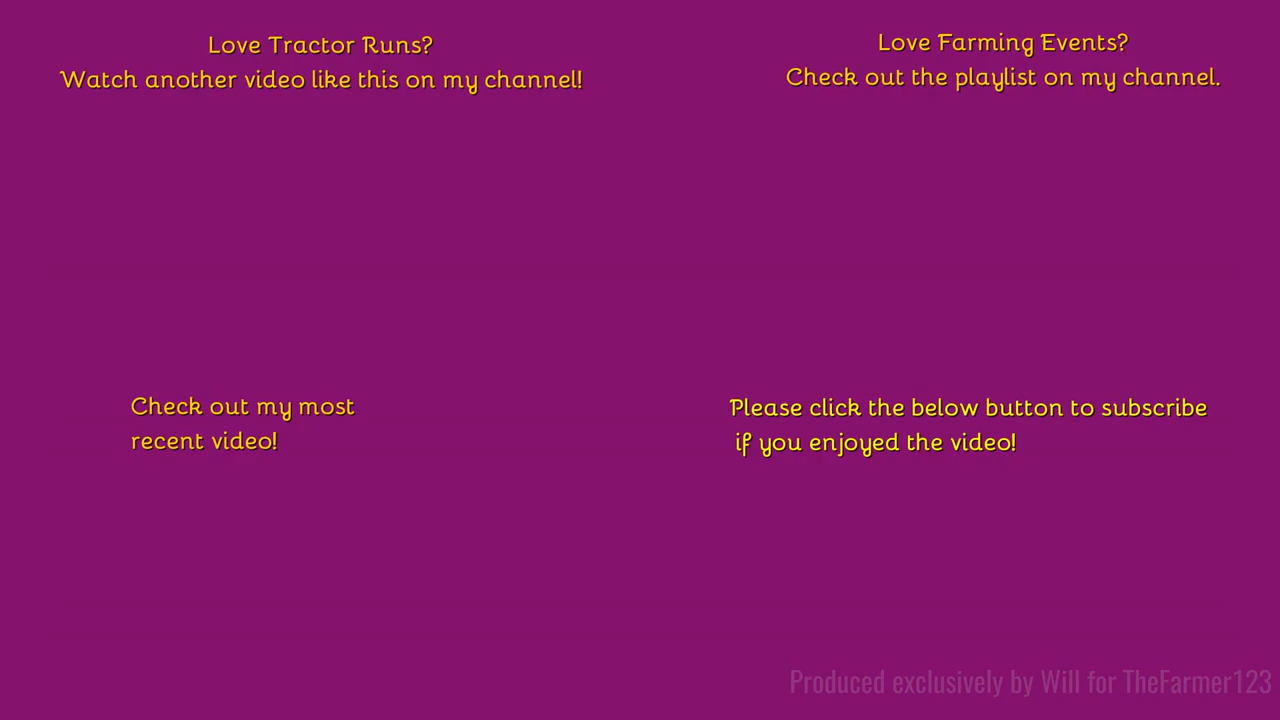 Love Tractor Runs?
Watch another video like this on my channel!
Love Farming Events?
Check out the playlist on my channel.
Check out my most
recent video!
Please click the below button to subscribe
if you enjoyed the video!
Produced exclusively by Will for TheFarmer123